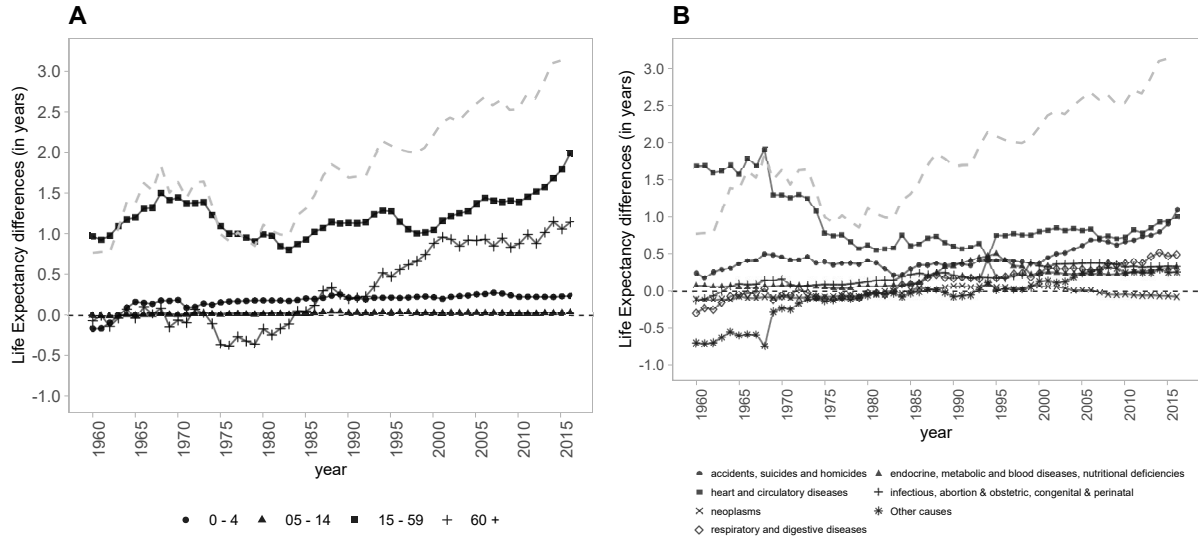 A
Life Expectancy differences (in years)
3.0
2.5
2.0
1.5
1.0
0.5
0.0
-0.5
-1.0
1960
1965
1970
1975
1980
1985
1990
1995
2000
2005
2010
2015
year
0 - 4
05 - 14
15 - 59
60 +
B
Life Expectancy differences (in years)
3.0
2.5
2.0
1.5
1.0
0.5
0.0
-0.5
-1.0
1960
1965
1970
1975
1980
1985
1990
1995
2000
2005
2010
2015
year
accidents, suicides and homicides
heart and circulatory diseases
neoplasms
respiratory and digestive diseases
endocrine, metabolic and blood diseases, nutritional deficiencies
infectious, abortion & obstetric, congenital & perinatal
Other causes